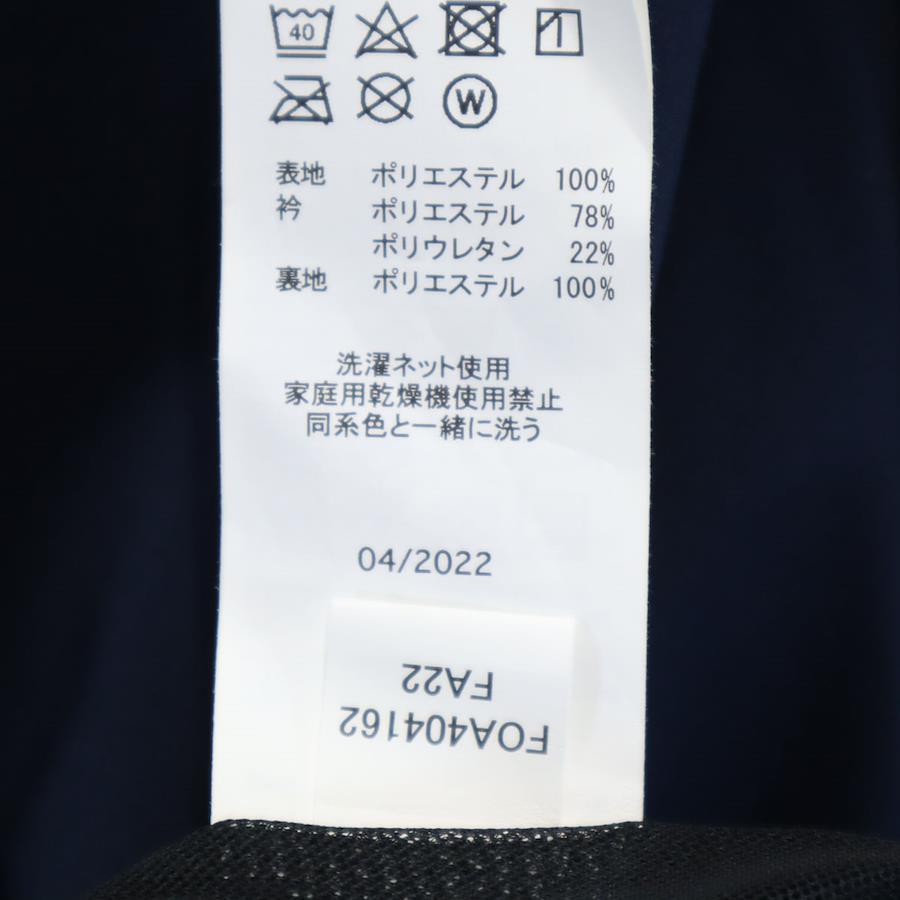 40
W
表地 ポリエステル 100%
衿 ポリエステル 78%
ポリウレタン 22%
裏地 ポリエステル 100%
洗濯ネット使用
家庭用乾燥機使用禁止
同系色と一緒に洗う
04/2022
FOA404162
FA22